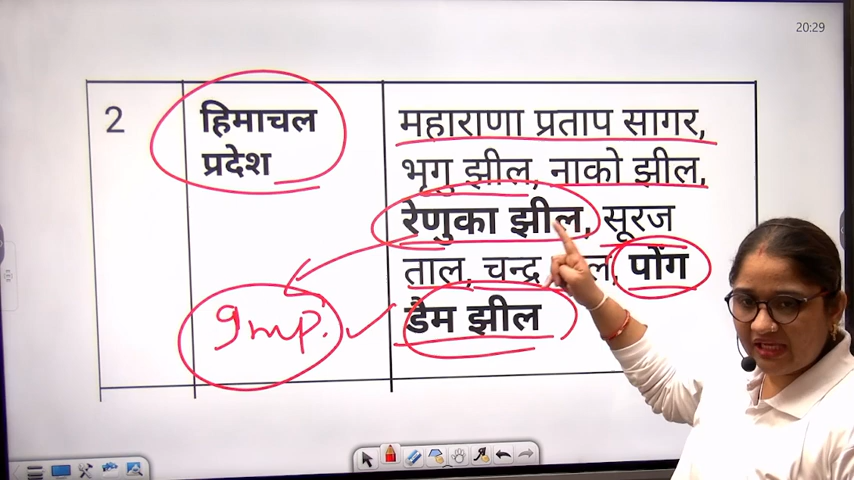 20:29
2
हिमाचल
प्रदेश
महाराणा प्रताप सागर,
भृगु झील, नाको झील,
रेणुका झील, सूरज
ताल, चन्द्र पोंग
डैम झील
Imp.